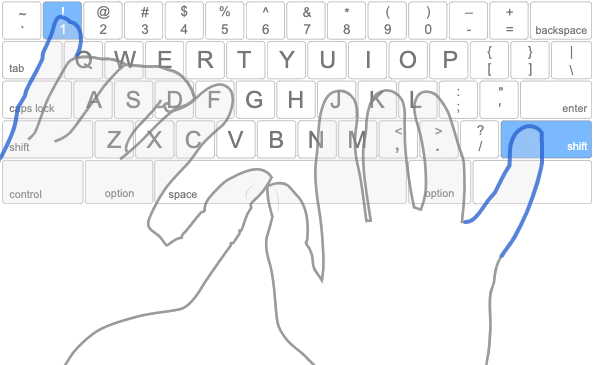 ~ ! @ # $ % ^ & * ( ) _ +
` 1 2 3 4 5 6 7 8 9 0 - = backspace
tab Q W E R T Y U I O P { [ } ] | \
caps lock A S D F G H J K L : ; " ' enter
shift Z X C V B N M < , > . ? / shift
control option space option